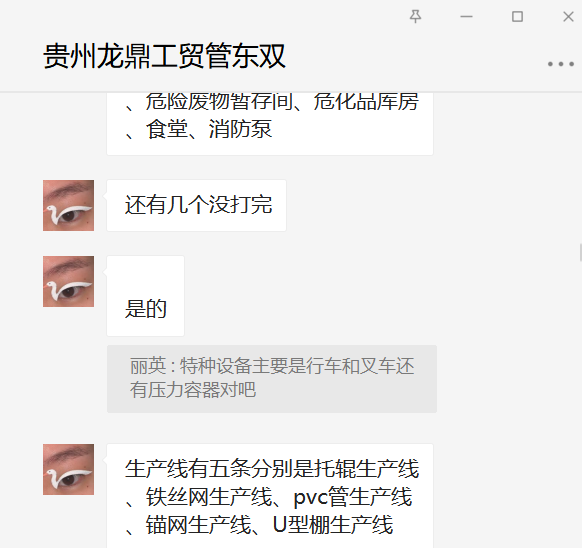 贵州龙鼎工贸管东双
、危险废物暂存间、危化品库房
、食堂、消防泵
还有几个没打完
是的
丽英 : 特种设备主要是行车和叉车还
有压力容器对吧
生产线有五条分别是托辊生产线
、铁丝网生产线、pvc管生产线
、锚网生产线、U型棚生产线